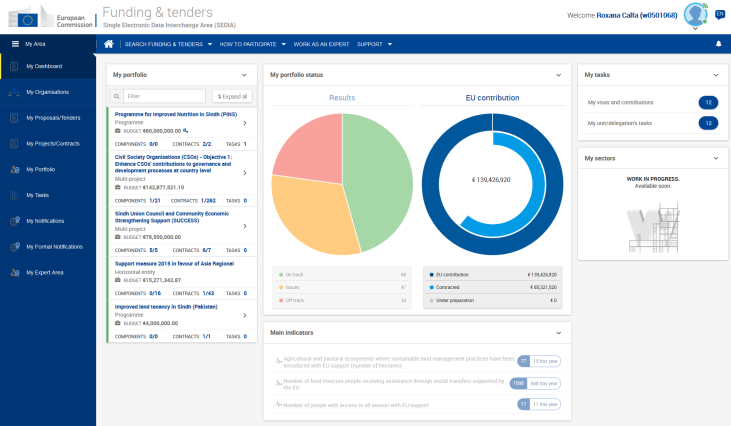 European
Commission
Funding & tenders
Single Electronic Data Interchange Area (SEDIA)
Welcome Roxana Calfa (w0501068)
EN
My Area
SEARCH FUNDING & TENDERS
HOW TO PARTICIPATE
WORK AS AN EXPERT
SUPPORT
My Dashboard
My Organisations
My Proposals/Tenders
My Projects/Contracts
My Portfolio
My Tasks
My Notifications
My Formal Notifications
My Expert Area
My portfolio
Filter
Expand all
Programme for Improved Nutrition in Sindh (PINS)
Programme
BUDGET €60,000,000.00
COMPONENTS 0/0 CONTRACTS 2/2 TASKS 1
Civil Society Organisations (CSOs) - Objective 1:
Enhance CSOs' contributions to governance and
development processes at country level
Multi-project
BUDGET €142,877,021.10
COMPONENTS 1/21 CONTRACTS 1/262 TASKS 0
Sindh Union Council and Community Economic
Strengthening Support (SUCCESS)
Multi-project
BUDGET €76,500,000.00
COMPONENTS 5/5 CONTRACTS 6/7 TASKS 0
Support measure 2015 in favour of Asia Regional
Horizontal entity
BUDGET €15,271,342.87
COMPONENTS 0/16 CONTRACTS 1/43 TASKS 0
Improved land tenancy in Sindh (Pakistan)
Programme
BUDGET €4,000,000.00
COMPONENTS 0/0 CONTRACTS 1/1 TASKS 0
My portfolio status
Results
EU contribution
€ 139,426,920
On track
Issues 47
Off track 24
EU contribution € 139,426,920
Contracted € 85,321,520
Under preparation € 0
Main indicators
Agricultural and pastoral ecosystems where sustainable land management practices have been
introduced with EU support (number of hectares)
77 15 this year
Number of food insecure people receiving assistance through social transfers supported by
the EU
1088 688 this year
Number of people with access to all season with EU support
17 11 this year
My tasks
My visas and contributions 12
My unit/delegation's tasks 12
My sectors
WORK IN PROGRESS.
Available soon.